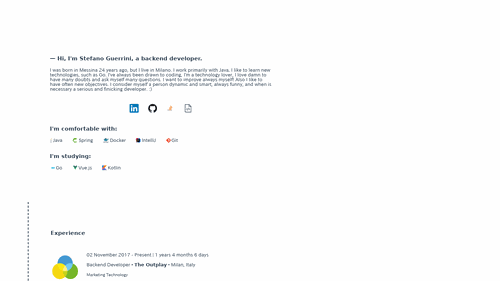 — Hi, I'm Stefano Guerrini, a backend developer.
I was born in Messina 24 years ago, but I live in Milano. I work primarily with Java. I like to learn new
technologies, such as Go. I've always been drawn to coding. I'm a technology lover, I love damn to
have many doubts and ask myself many questions. I want to improve always myself! Also I like to
have often new objectives. I consider myself a person dynamic and smart, always funny, and when is
necessary a serious and finicking developer. :)
I'm comfortable with:
Java Spring Docker IntelliJ Git
I'm studying:
Go Vue.js Kotlin
Experience
02 November 2017 - Present | 1 years 4 months 6 days
Backend Developer • The Outplay • Milan, Italy
Marketing Technology